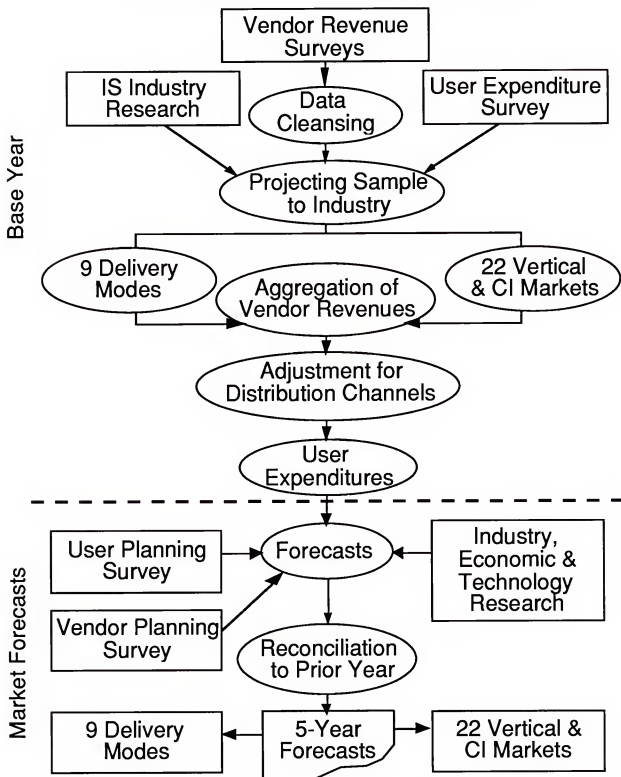 Vendor Revenue
Surveys
IS Industry
Research
Data
Cleansing
User Expenditure
Survey
Base Year
Projecting Sample
to Industry
9 Delivery
Modes
Aggregation of
Vendor Revenues
22 Vertical
& CI Markets
Adjustment for
Distribution Channels
User
Expenditures
Market Forecasts
User Planning
Survey
Forecasts
Industry,
Economic &
Technology
Research
Vendor Planning
Survey
Reconciliation
to Prior Year
9 Delivery
Modes
5-Year
Forecasts
22 Vertical &
CI Markets